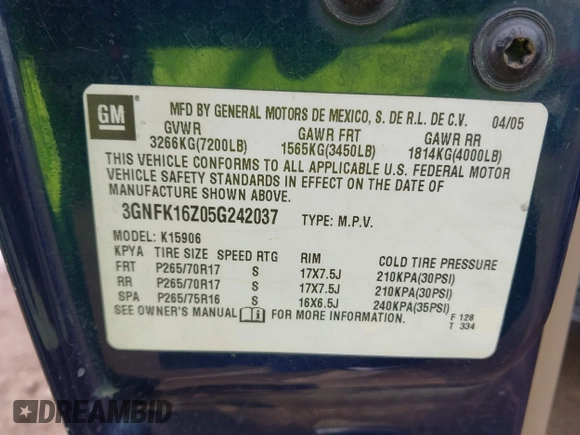 GM ®
MFD BY GENERAL MOTORS DE MEXICO, S. DE R.L. DE C.V. 04/05
GVWR GAWR FRT GAWR RR
3266KG(7200LB) 1565KG(3450LB) 1814KG(4000LB)
THIS VEHICLE CONFORMS TO ALL APPLICABLE U.S. FEDERAL MOTOR
VEHICLE SAFETY STANDARDS IN EFFECT ON THE DATE OF
MANUFACTURE SHOWN ABOVE.
3GNFK16Z05G242037 TYPE: M.P.V.
MODEL: K15906
KPYA TIRE SIZE SPEED RTG RIM COLD TIRE PRESSURE
FRT P265/70R17 S 17X7.5J 210KPA(30PSI)
RR P265/70R17 S 17X7.5J 210KPA(30PSI)
SPA P265/75R16 S 16X6.5J 240KPA(35PSI)
SEE OWNER'S MANUAL i FOR MORE INFORMATION.
F 128
T 334
DREAMBID